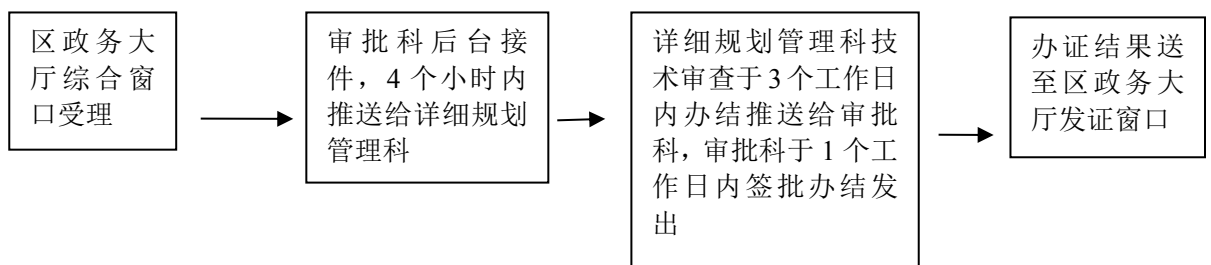 区政务大
厅综合窗
口受理
审批科后台接
件，4 个小时内
推送给详细规划
管理科
详细规划管理科技
术审查于 3 个工作日
内办结推送给审批
科，审批科于 1 个工
作日内签批办结发
出
办证结果送
至区政务大
厅发证窗口